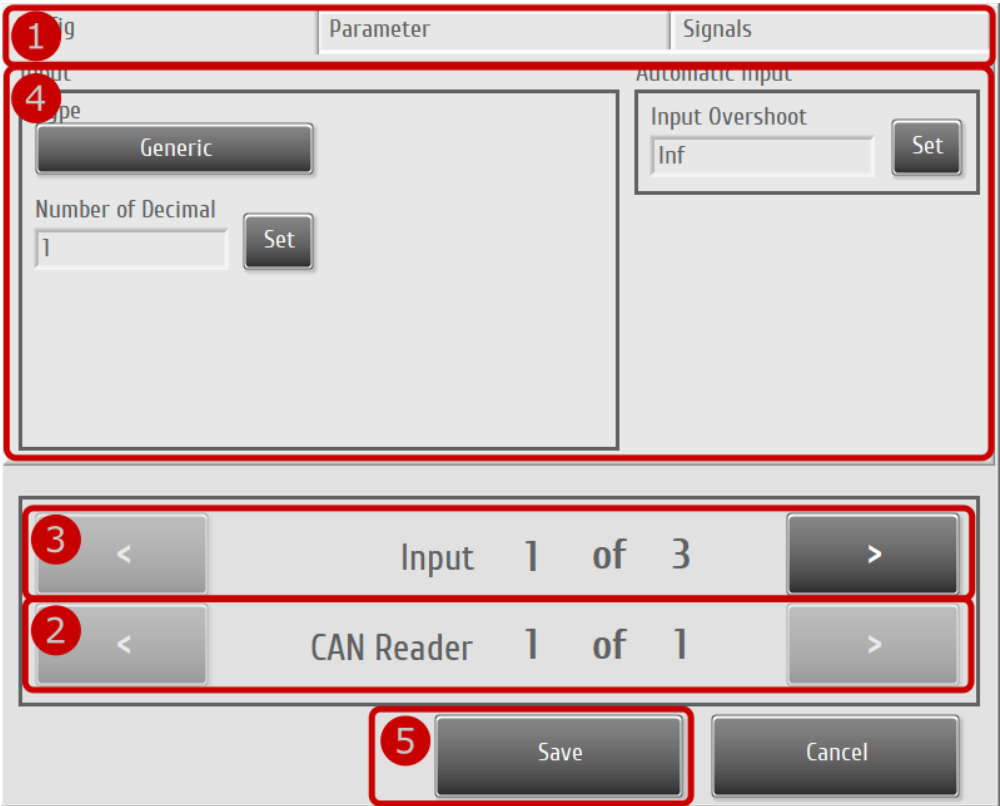 1
Parameter
Signals
4
Automatic Input
Generic
Input Overshoot
Inf
Set
Number of Decimal
1
Set
3
<
Input 1 of 3
>
2
<
CAN Reader 1 of 1
>
5
Save
Cancel